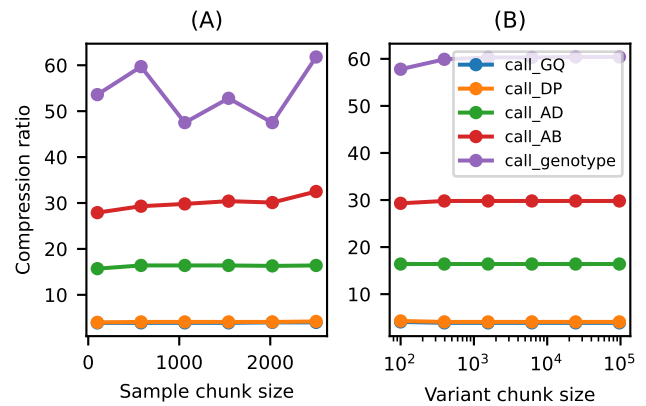 (A)
(B)
Compression ratio
60
50
40
30
20
10
0
1000
2000
Sample chunk size
60
50
40
30
20
10
10²
10³
10⁴
10⁵
Variant chunk size
call_GQ
call_DP
call_AD
call_AB
call_genotype